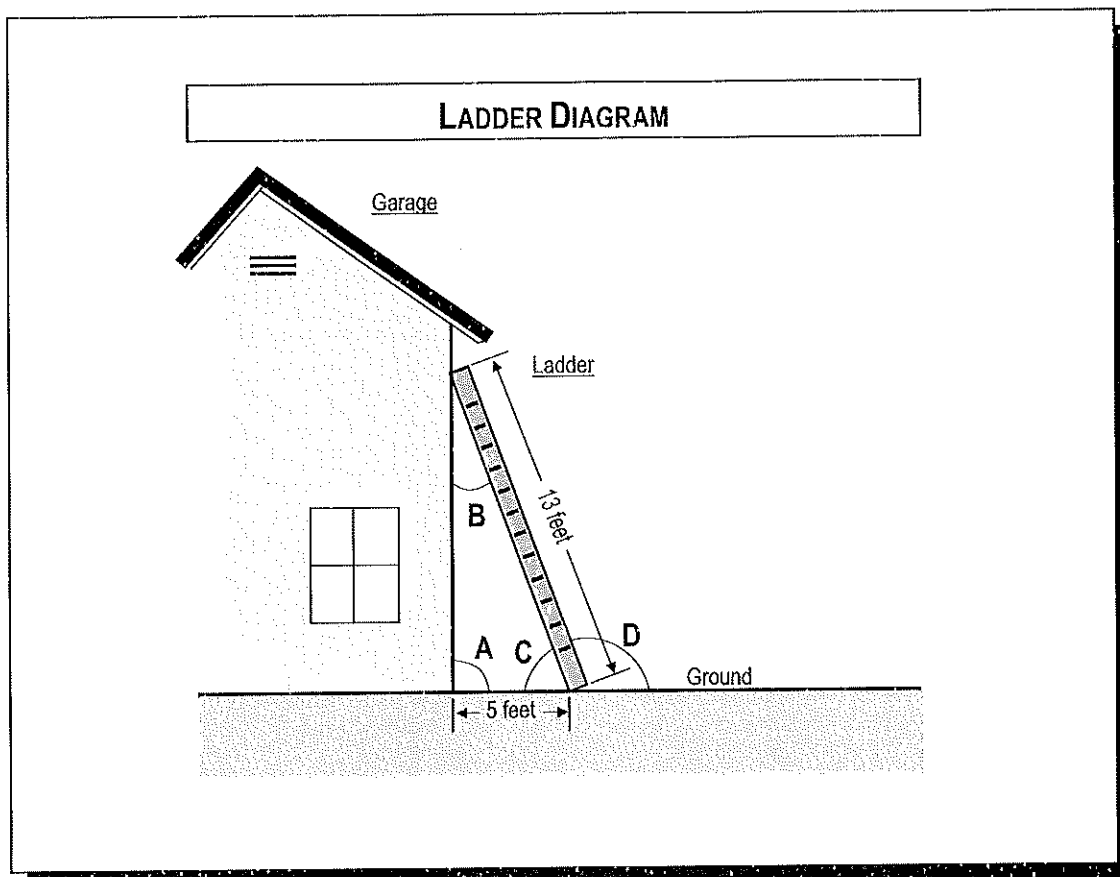 LADDER DIAGRAM
Garage
Ladder
13 feet
B
A
C
D
Ground
5 feet